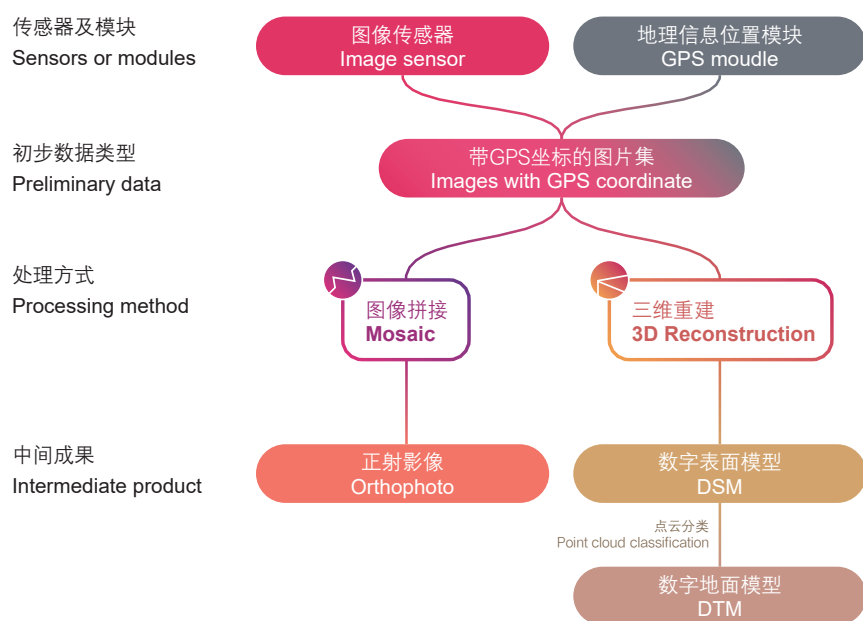 传感器及模块
Sensors or modules
图像传感器
Image sensor
地理信息位置模块
GPS moudle
初步数据类型
Preliminary data
带GPS坐标的图片集
Images with GPS coordinate
处理方式
Processing method
图像拼接
Mosaic
三维重建
3D Reconstruction
中间成果
Intermediate product
正射影像
Orthophoto
数字表面模型
DSM
点云分类
Point cloud classification
数字地面模型
DTM